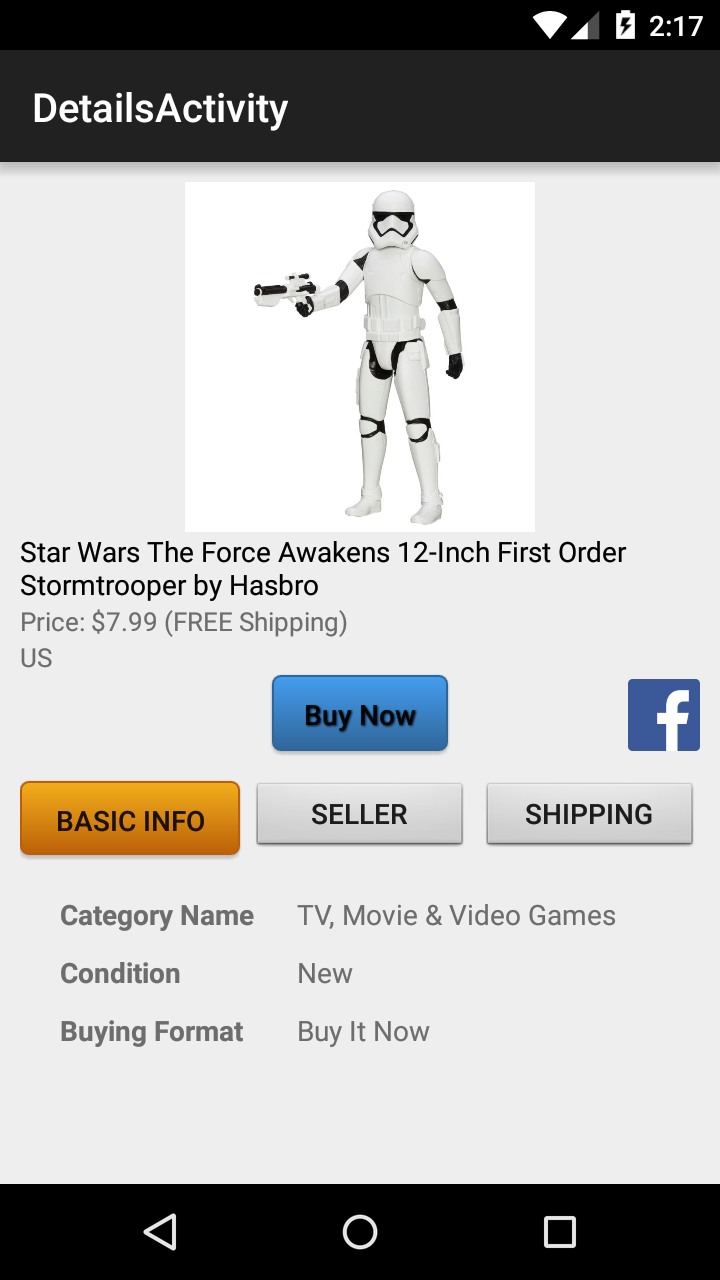 2:17
DetailsActivity
Star Wars The Force Awakens 12-Inch First Order
Stormtrooper by Hasbro
Price: $7.99 (FREE Shipping)
US
Buy Now
f
BASIC INFO
SELLER
SHIPPING
Category Name
TV, Movie & Video Games
Condition
New
Buying Format
Buy It Now